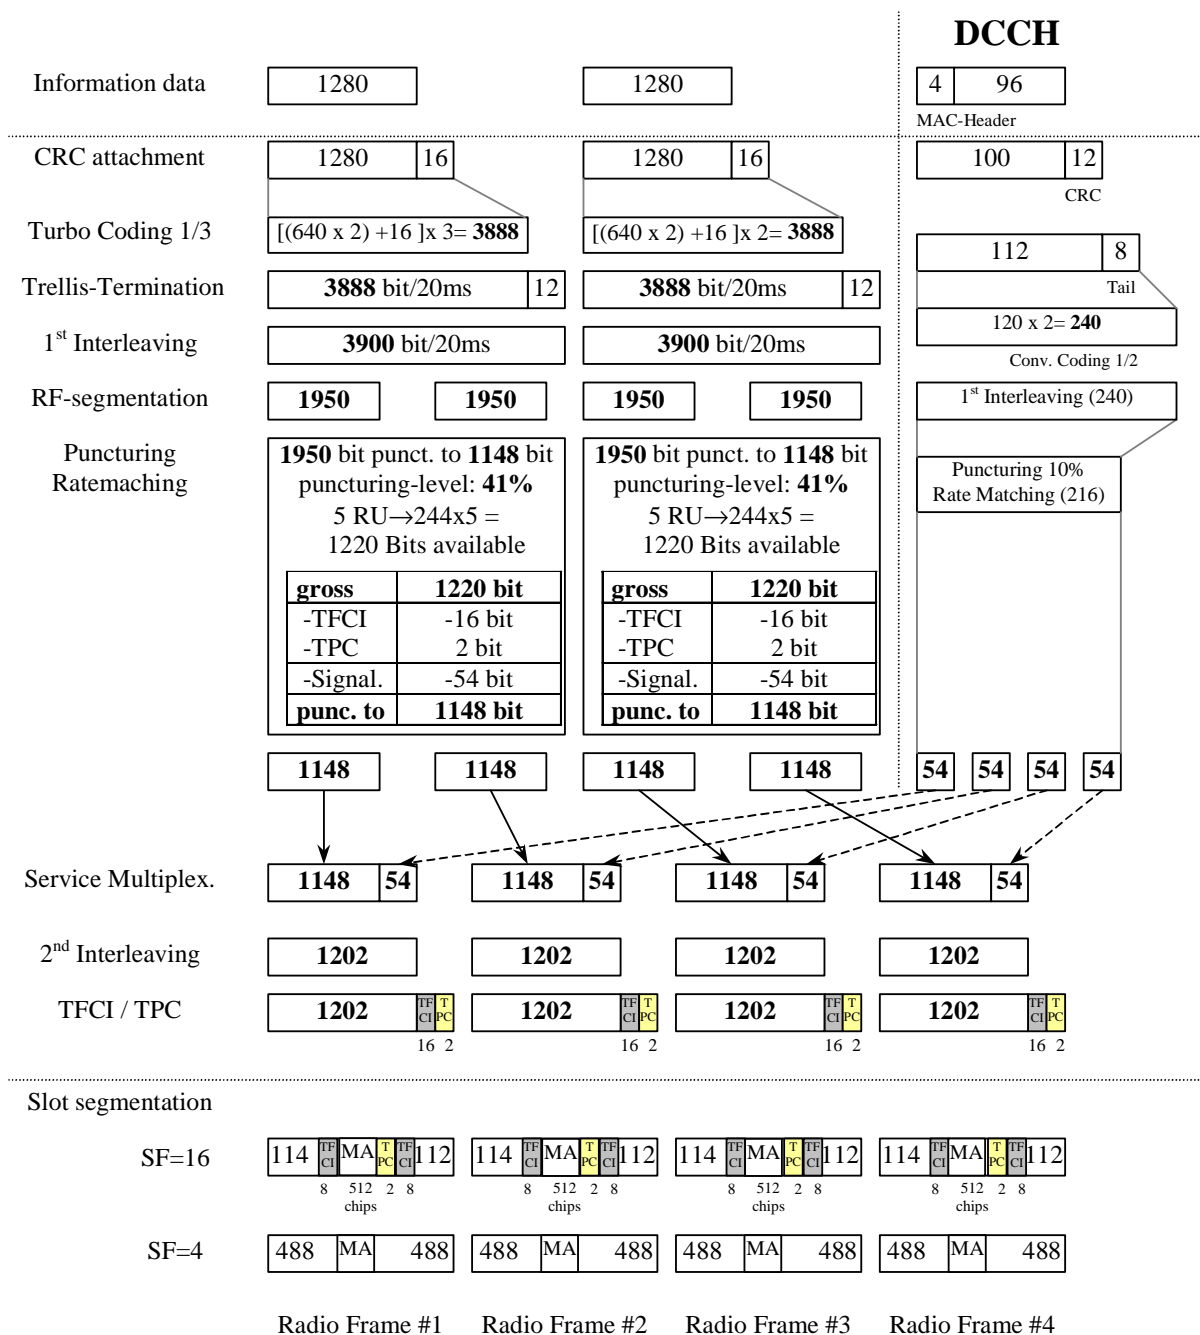 DCCH
Information data 1280 1280 4 96
MAC-Header
CRC attachment 1280 16 1280 16 100 12
CRC
Turbo Coding 1/3 [(640 x 2) +16 ]x 3= 3888 [(640 x 2) +16 ]x 2= 3888
112 8
Trellis-Termination 3888 bit/20ms 12 3888 bit/20ms 12
Tail
120 x 2= 240
1st Interleaving 3900 bit/20ms 3900 bit/20ms
Conv. Coding 1/2
RF-segmentation 1950 1950 1950 1950 1st Interleaving (240)
Puncturing 1950 bit punct. to 1148 bit 1950 bit punct. to 1148 bit
Ratemaching puncturing-level: 41% puncturing-level: 41%
Puncturing 10%
Rate Matching (216)
5 RU→244x5 = 5 RU→244x5 =
1220 Bits available 1220 Bits available
gross 1220 bit gross 1220 bit
-TFCI -16 bit -TFCI -16 bit
-TPC 2 bit -TPC 2 bit
-Signal. -54 bit -Signal. -54 bit
punc. to 1148 bit punc. to 1148 bit
1148 1148 1148 1148 54 54 54 54
Service Multiplex. 1148 54 1148 54 1148 54 1148 54
2nd Interleaving 1202 1202 1202 1202
TFCI / TPC 1202 TFCI TPC 1202 TFCI TPC 1202 TFCI TPC 1202 TFCI TPC
16 2 16 2 16 2 16 2
Slot segmentation
SF=16 114 TFCI MA TPC TFCI 112 114 TFCI MA TPC TFCI 112 114 TFCI MA TPC TFCI 112 114 TFCI MA TPC TFCI 112
8 512 2 8 8 512 2 8 8 512 2 8 8 512 2 8
chips chips chips chips
SF=4 488 MA 488 488 MA 488 488 MA 488 488 MA 488
Radio Frame #1 Radio Frame #2 Radio Frame #3 Radio Frame #4